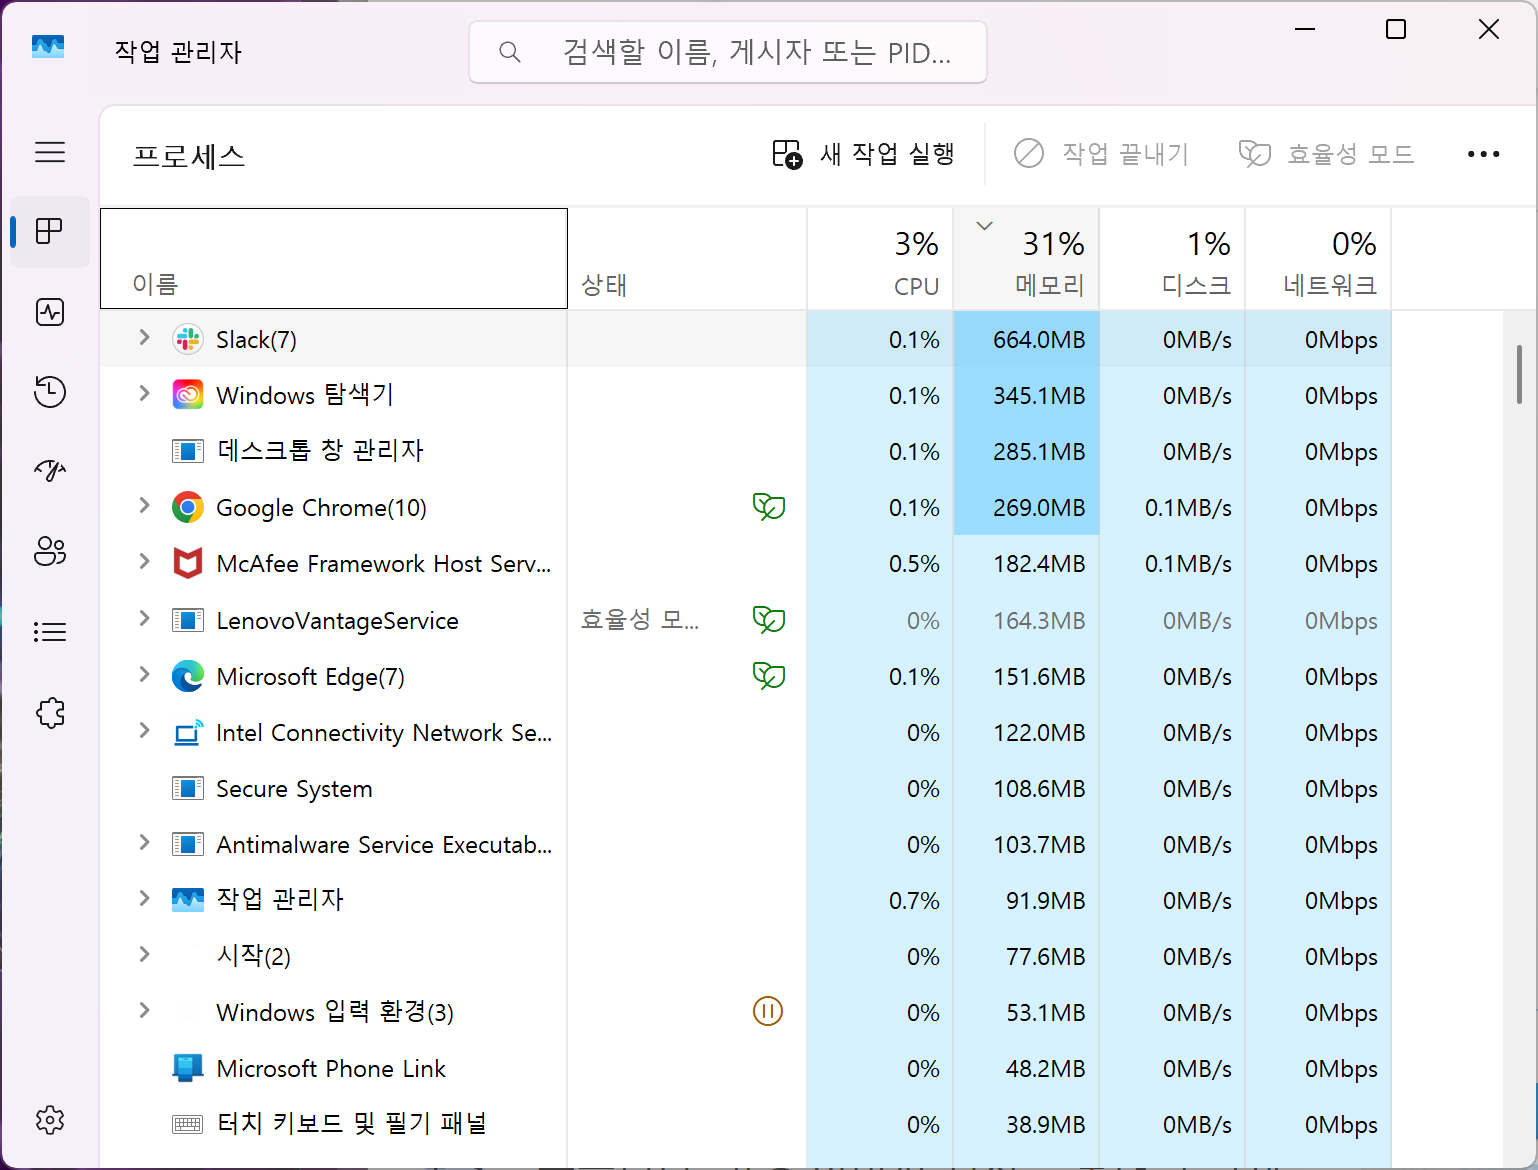 작업 관리자
검색할 이름, 게시자 또는 PID...
프로세스
새 작업 실행
작업 끝내기
효율성 모드
3% 31% 1% 0%
이름 상태 CPU 메모리 디스크 네트워크
Slack(7) 0.1% 664.0MB 0MB/s 0Mbps
Windows 탐색기 0.1% 345.1MB 0MB/s 0Mbps
데스크톱 창 관리자 0.1% 285.1MB 0MB/s 0Mbps
Google Chrome(10) 0.1% 269.0MB 0.1MB/s 0Mbps
McAfee Framework Host Serv... 0.5% 182.4MB 0.1MB/s 0Mbps
LenovoVantageService 효율성 모... 0% 164.3MB 0MB/s 0Mbps
Microsoft Edge(7) 0.1% 151.6MB 0MB/s 0Mbps
Intel Connectivity Network Se... 0% 122.0MB 0MB/s 0Mbps
Secure System 0% 108.6MB 0MB/s 0Mbps
Antimalware Service Executab... 0% 103.7MB 0MB/s 0Mbps
작업 관리자 0.7% 91.9MB 0MB/s 0Mbps
시작(2) 0% 77.6MB 0MB/s 0Mbps
Windows 입력 환경(3) 0% 53.1MB 0MB/s 0Mbps
Microsoft Phone Link 0% 48.2MB 0MB/s 0Mbps
터치 키보드 및 필기 패널 0% 38.9MB 0MB/s 0Mbps